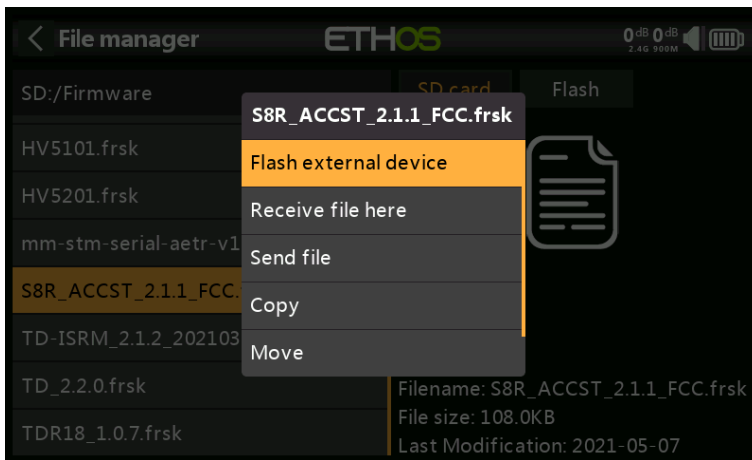 File manager
ETHOS
0dB 0dB
2.4G 900M
SD:/Firmware
SD card
Flash
S8R_ACCST_2.1.1_FCC.frsk
HV5101.frsk
Flash external device
HV5201.frsk
Receive file here
mm-stm-serial-aetr-v1
Send file
S8R_ACCST_2.1.1_FCC.
Copy
TD-ISRM_2.1.2_202103
Move
TD_2.2.0.frsk
Filename: S8R_ACCST_2.1.1_FCC.frsk
TDR18_1.0.7.frsk
File size: 108.0KB
Last Modification: 2021-05-07